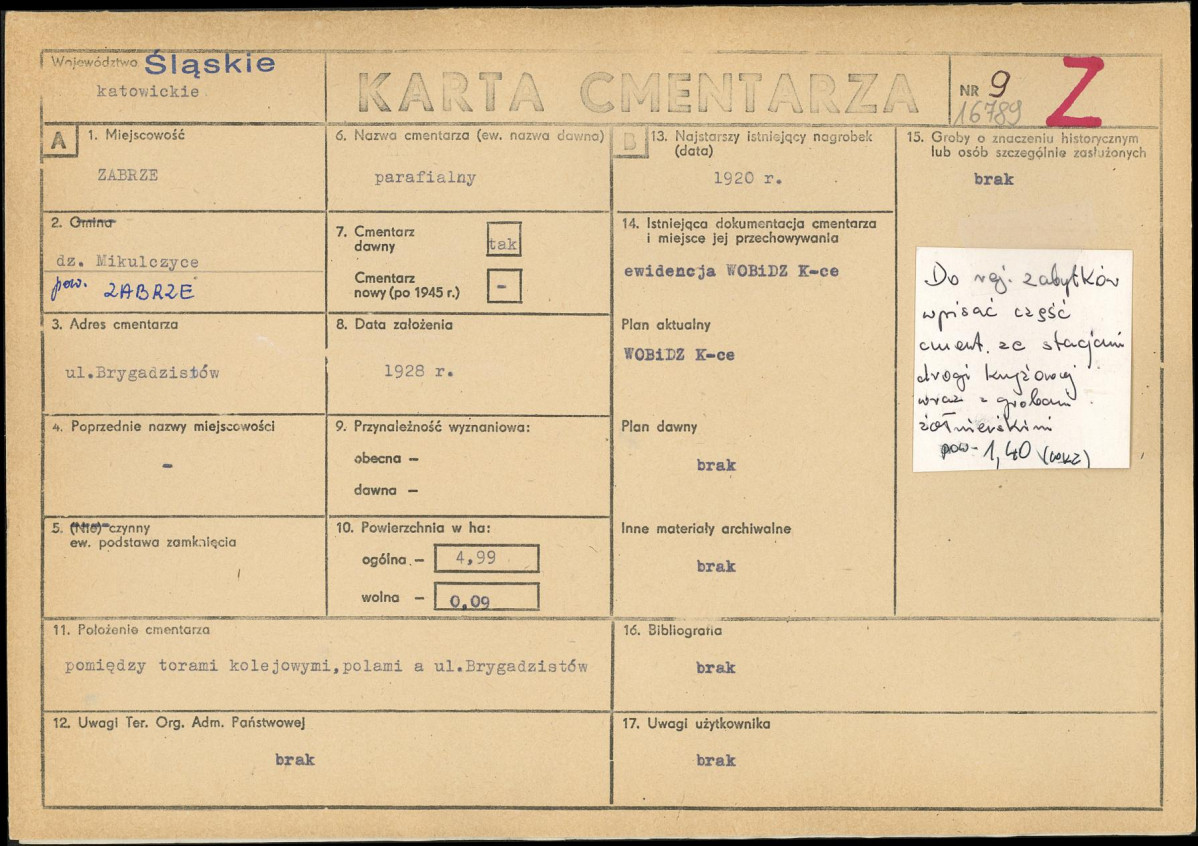 Województwo Śląskie
katowickie
KARTA CMENTARZA
NR 9
16789
Z
A
1. Miejscowość
ZABRZE
2. Gmina
dz. Mikulczyce
pow. ZABRZE
3. Adres cmentarza
ul.Brygadzistów
4. Poprzednie nazwy miejscowości
-
5. (Nie) czynny
ew. podstawa zamknięcia
6. Nazwa cmentarza (ew. nazwa dawna)
parafialny
7. Cmentarz
dawny tak
Cmentarz
nowy (po 1945 r.) -
8. Data założenia
1928 r.
9. Przynależność wyznaniowa:
obecna -
dawna -
10. Powierzchnia w ha:
ogólna - 4,99
wolna - 0,09
11. Położenie cmentarza
pomiędzy torami kolejowymi,polami a ul.Brygadzistów
12. Uwagi Ter. Org. Adm. Państwowej
brak
B
13. Najstarszy istniejący nagrobek
(data)
1920 r.
14. Istniejąca dokumentacja cmentarza
i miejsce jej przechowywania
ewidencja WOBiDZ K-ce
Plan aktualny
WOBiDZ K-ce
Plan dawny
brak
Inne materiały archiwalne
brak
15. Groby o znaczeniu historycznym
lub osób szczególnie zasłużonych
brak
Do rej. zabytków
wpisać część
cment. ze stacjami
drogi krzyżowej
wraz z grobami
żołnierskimi
pow- 1,40 (WKZ)
16. Bibliografia
brak
17. Uwagi użytkownika
brak